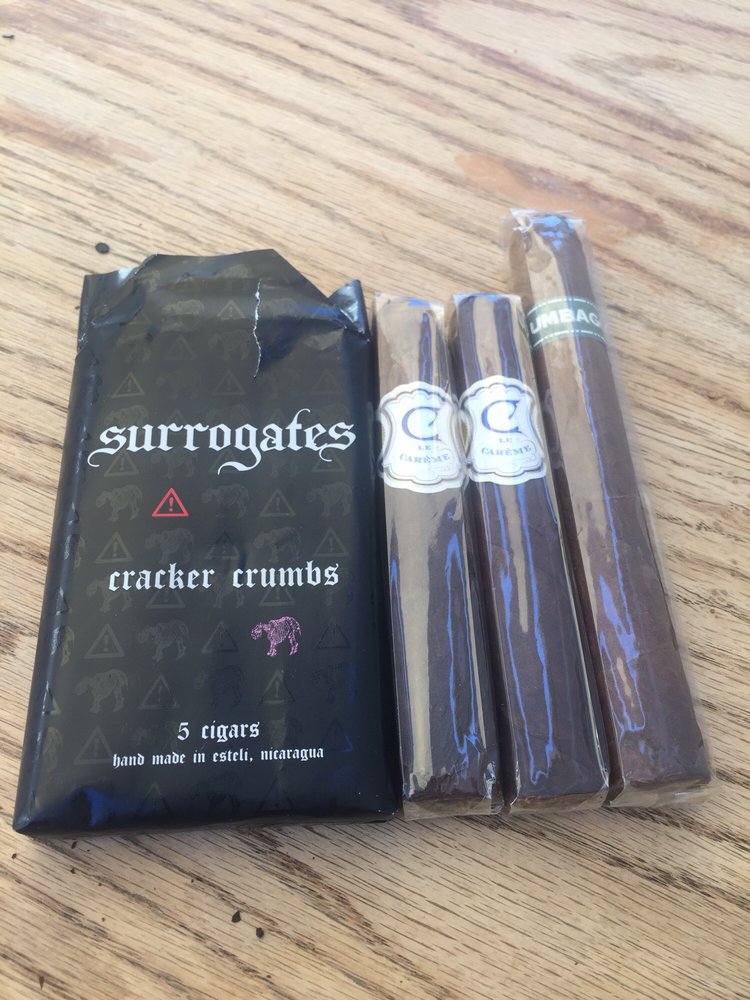 surrogates
cracker crumbs
5 cigars
hand made in esteli, nicaragua
C
LE
CARÊME
C
LE
CARÊME
UMBAG